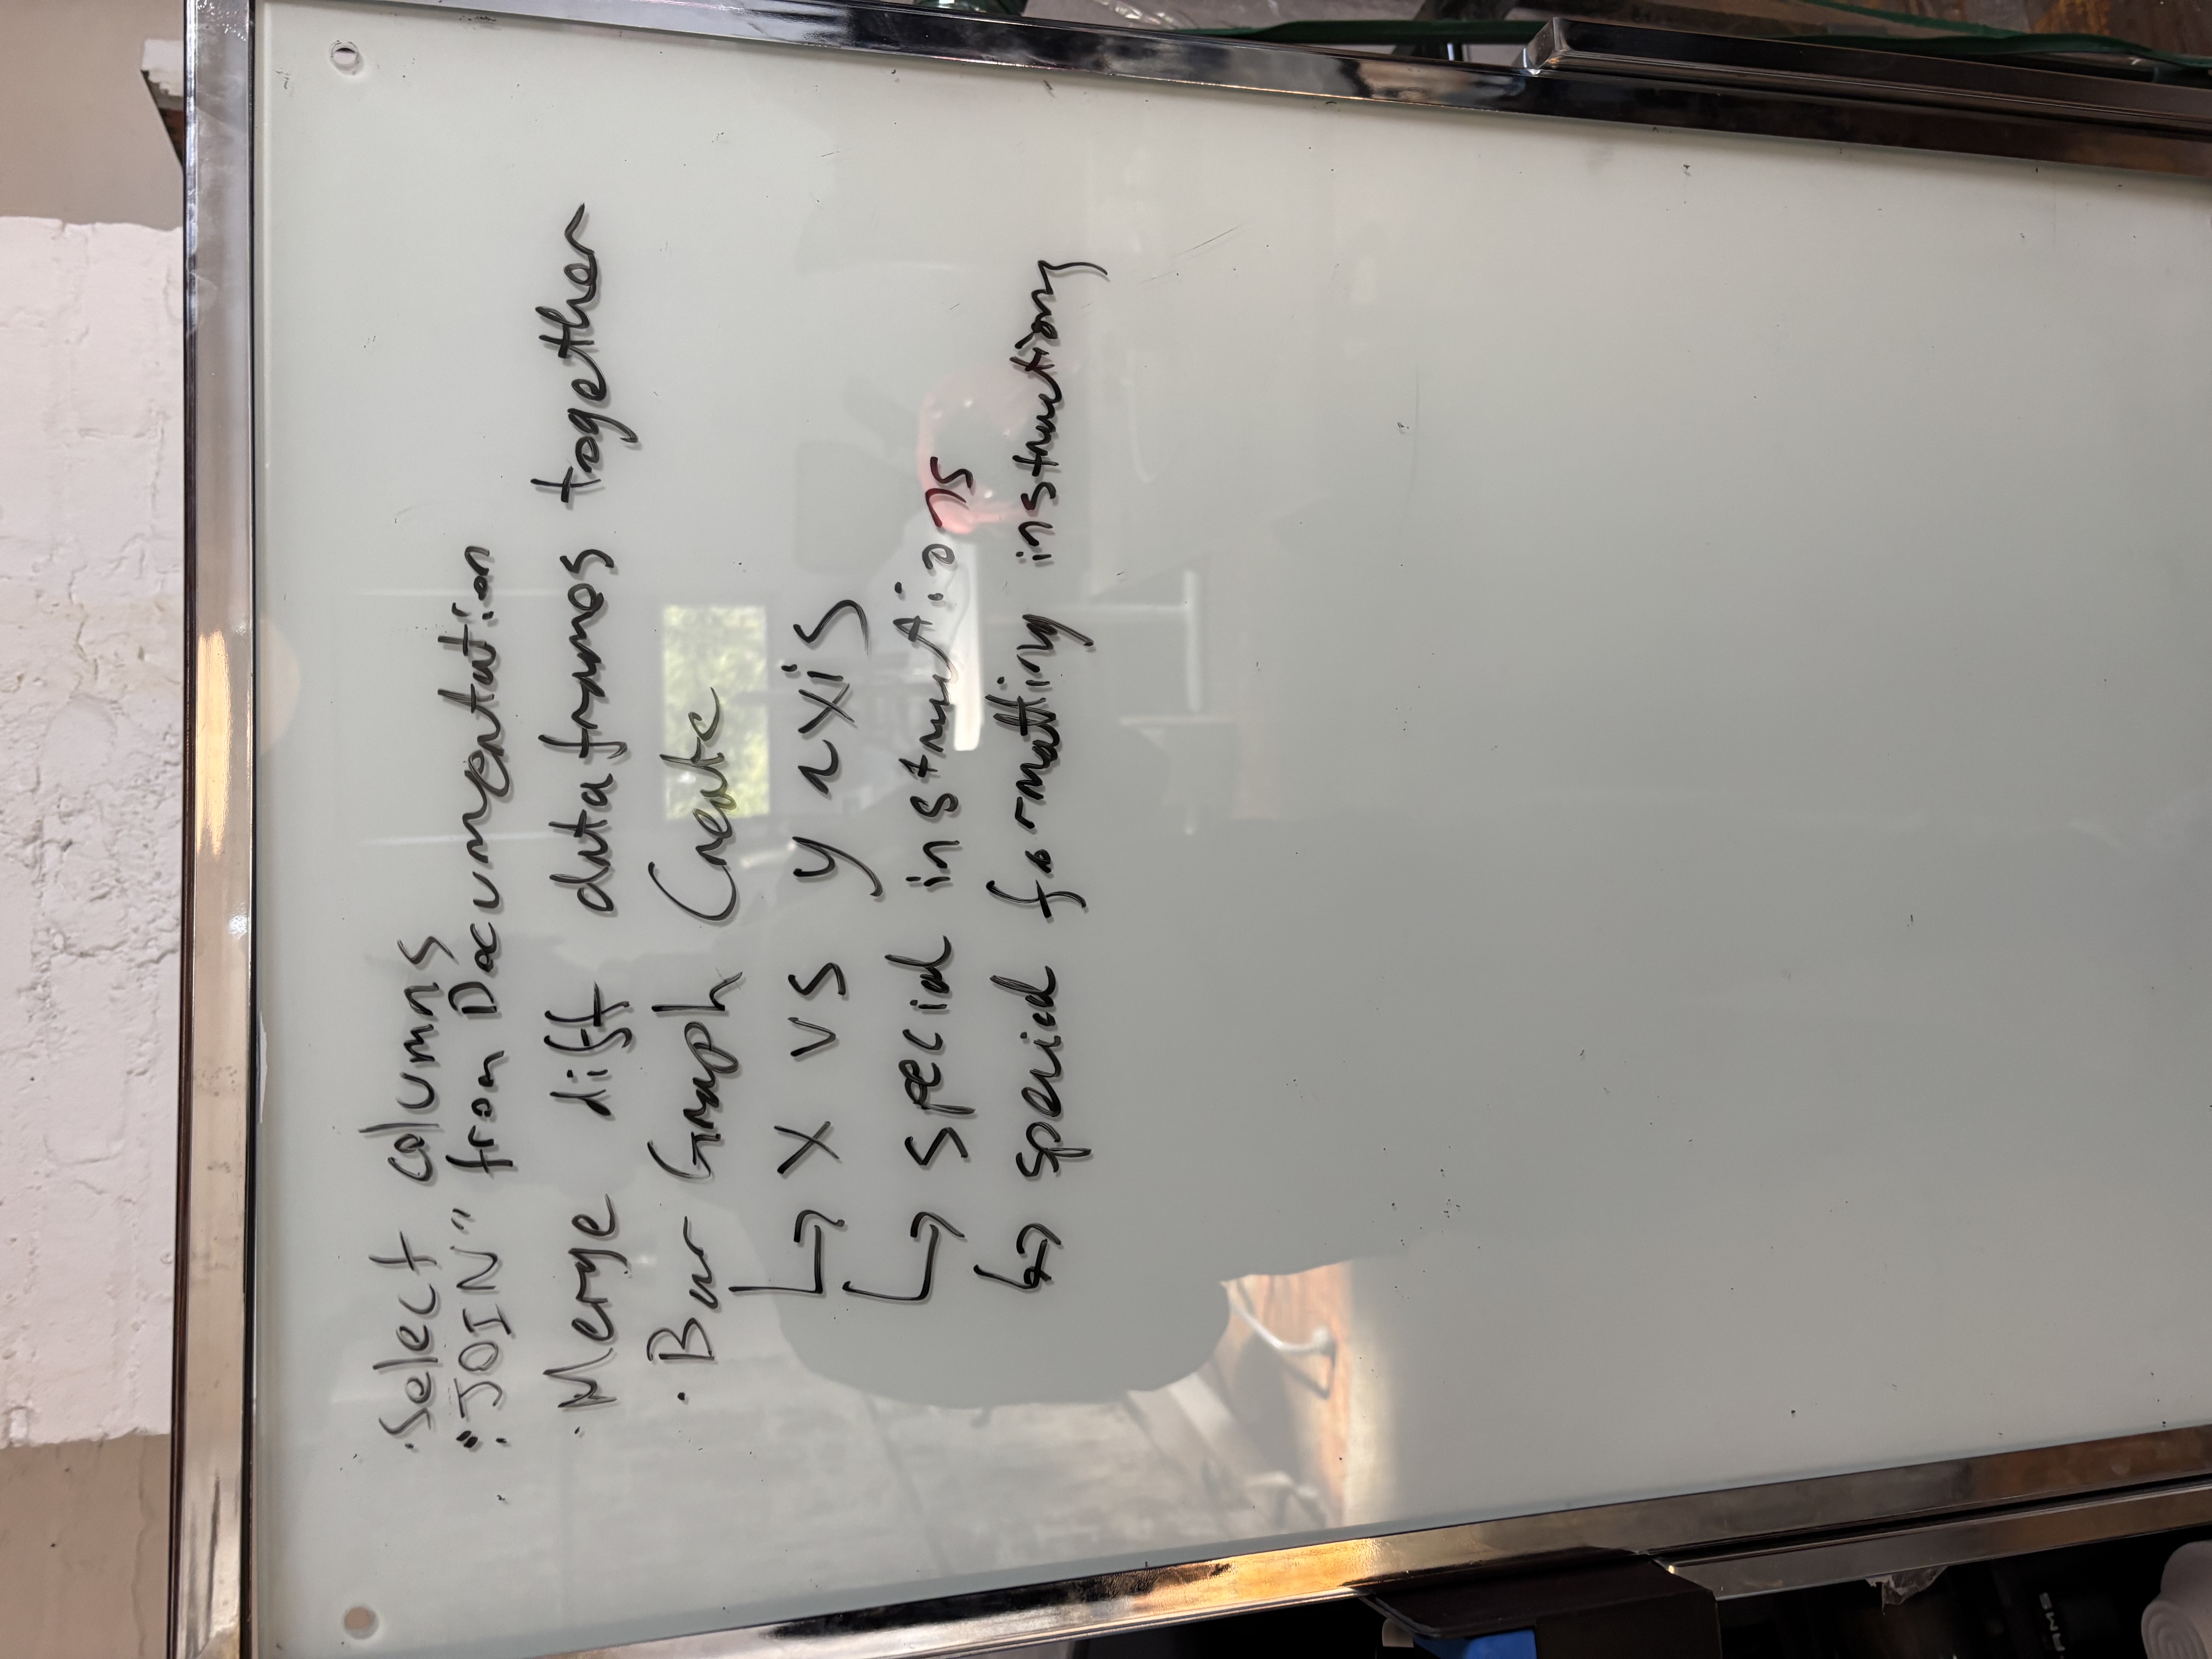 ·Select columns
·"JOIN" from Documentation
·Merge diff dataframes together
·Bar Graph Create
↳ X vs y axis
↳ special instructions
↳ special formatting instructions
AMS